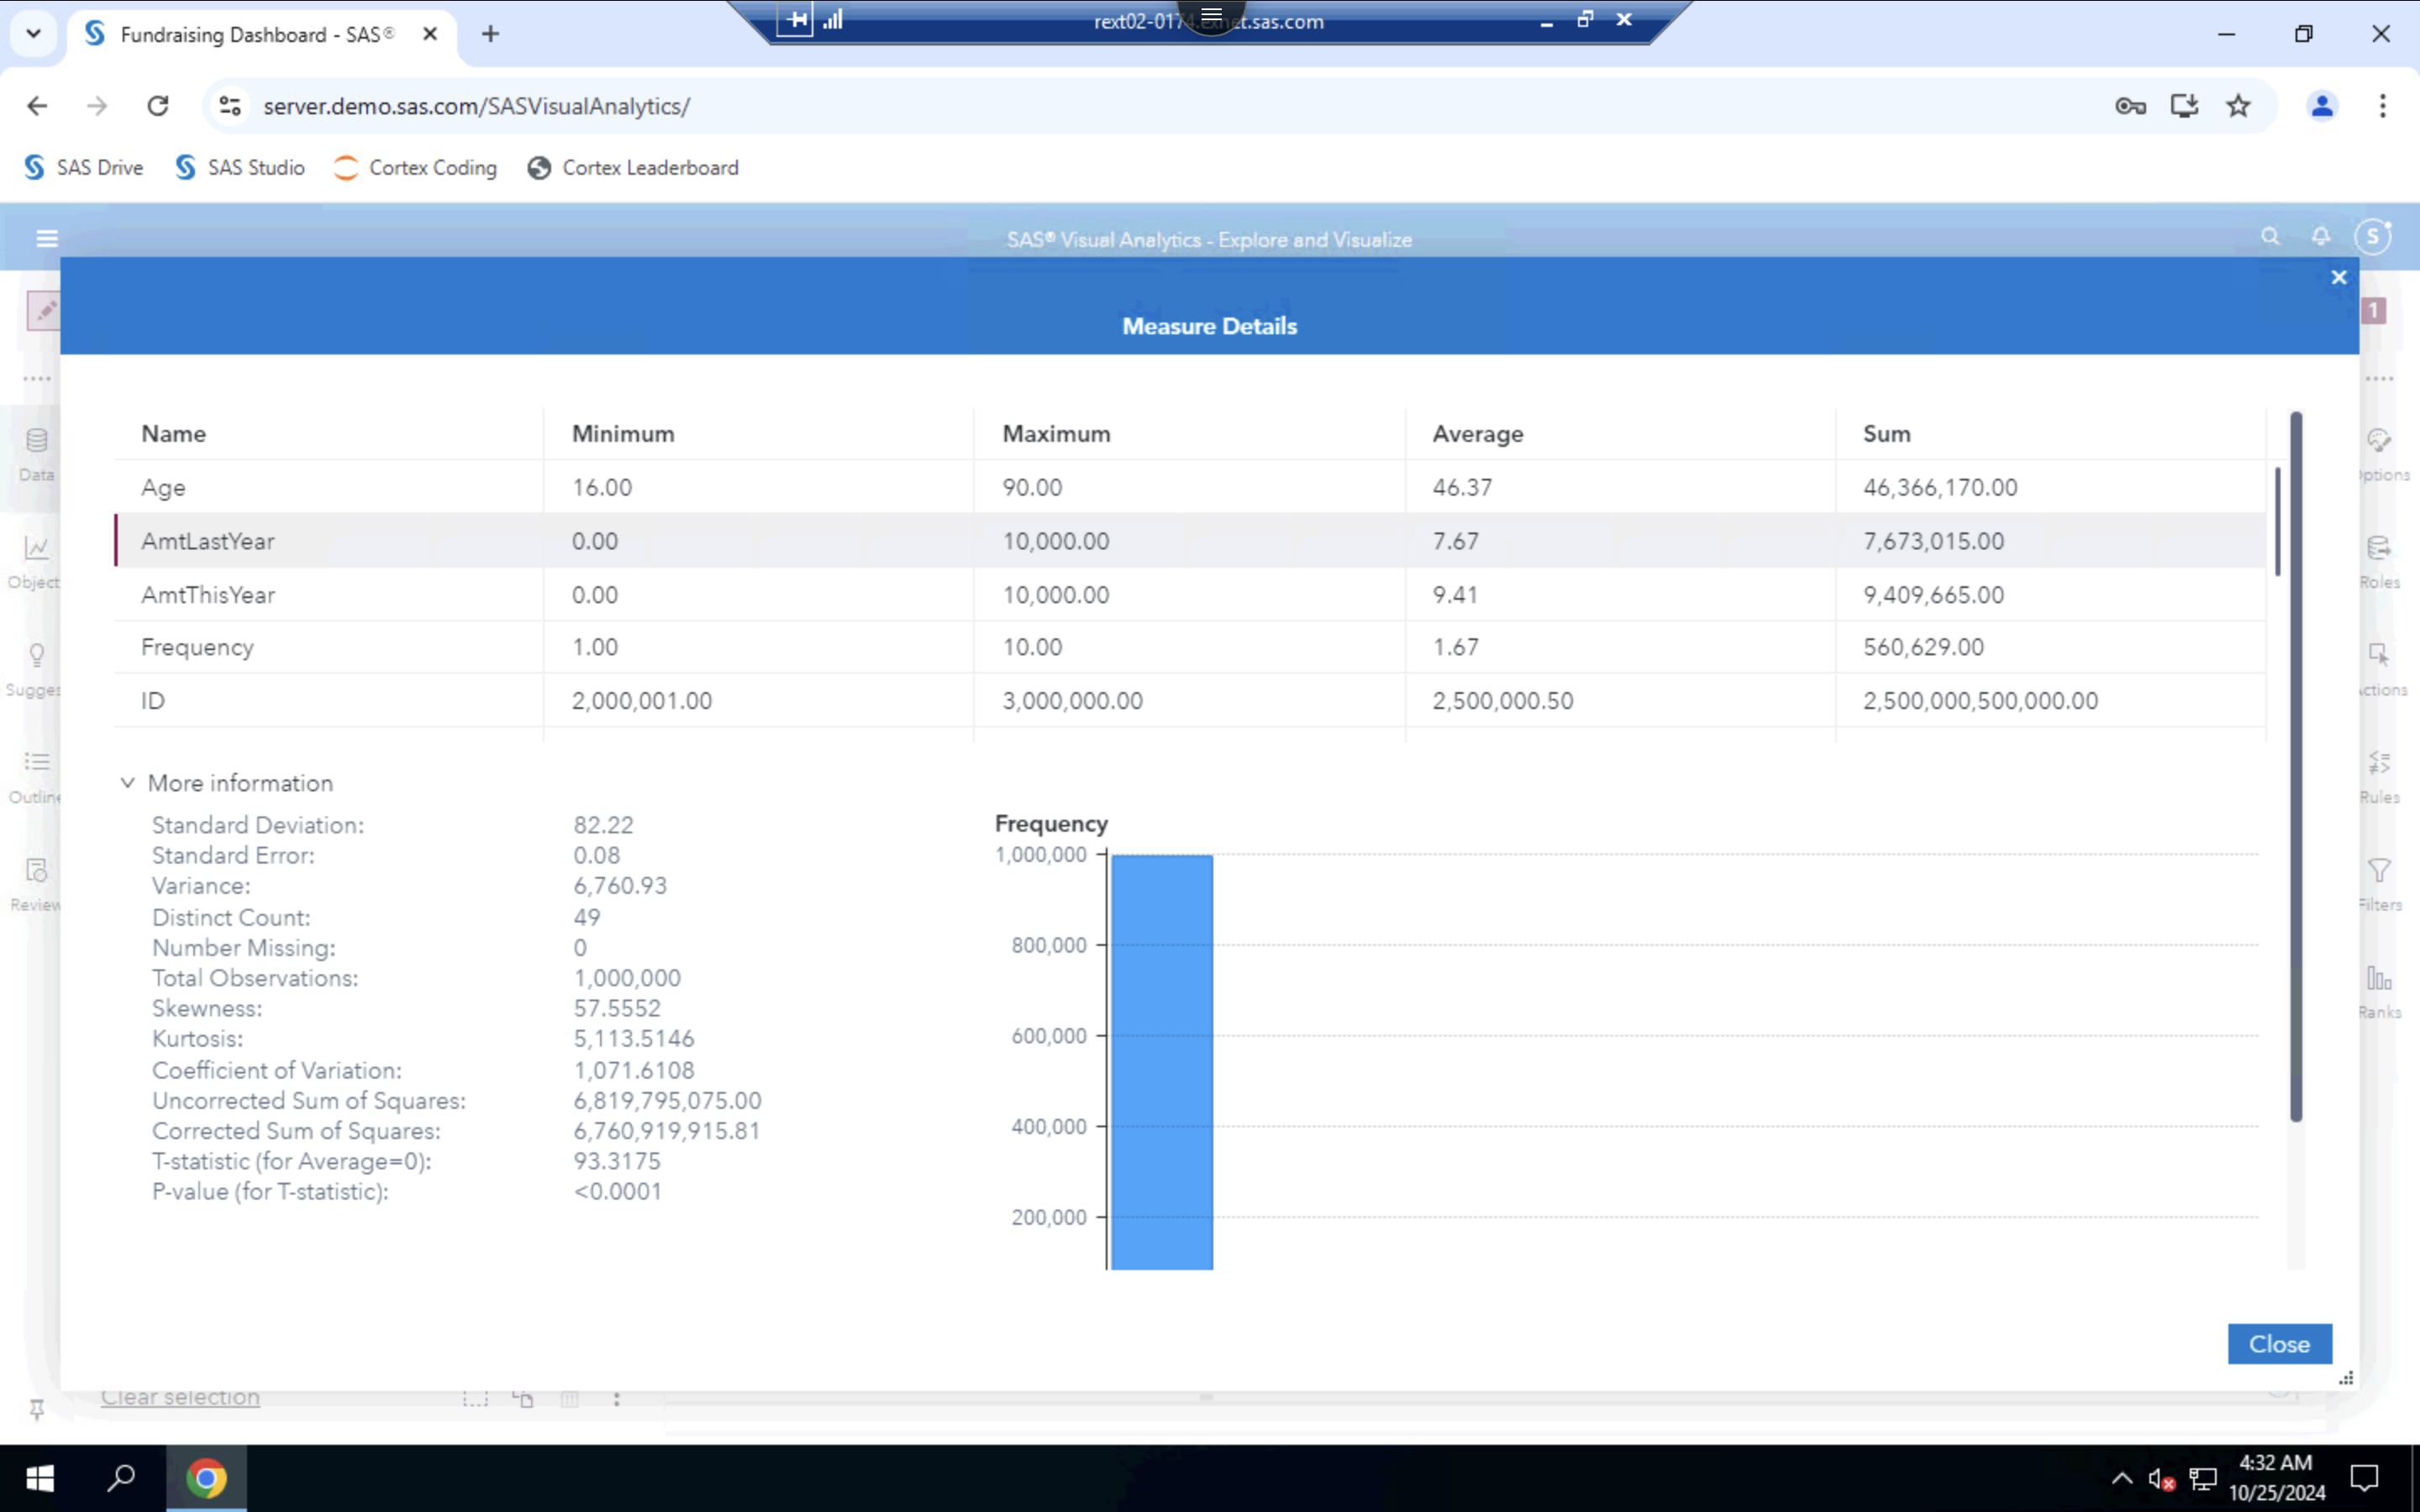 Fundraising Dashboard - SAS®
rext02-0174.exnet.sas.com
server.demo.sas.com/SASVisualAnalytics/
SAS Drive SAS Studio Cortex Coding Cortex Leaderboard
SAS® Visual Analytics - Explore and Visualize
S
Measure Details
1
Name Minimum Maximum Average Sum
Age 16.00 90.00 46.37 46,366,170.00
AmtLastYear 0.00 10,000.00 7.67 7,673,015.00
AmtThisYear 0.00 10,000.00 9.41 9,409,665.00
Frequency 1.00 10.00 1.67 560,629.00
ID 2,000,001.00 3,000,000.00 2,500,000.50 2,500,000,500,000.00
More information
Standard Deviation: 82.22
Standard Error: 0.08
Variance: 6,760.93
Distinct Count: 49
Number Missing: 0
Total Observations: 1,000,000
Skewness: 57.5552
Kurtosis: 5,113.5146
Coefficient of Variation: 1,071.6108
Uncorrected Sum of Squares: 6,819,795,075.00
Corrected Sum of Squares: 6,760,919,915.81
T-statistic (for Average=0): 93.3175
P-value (for T-statistic): <0.0001
Frequency
1,000,000
800,000
600,000
400,000
200,000
Data
Object
Sugges
Outline
Review
ptions
Roles
ctions
Rules
Filters
Ranks
Close
Clear selection
4:32 AM
10/25/2024